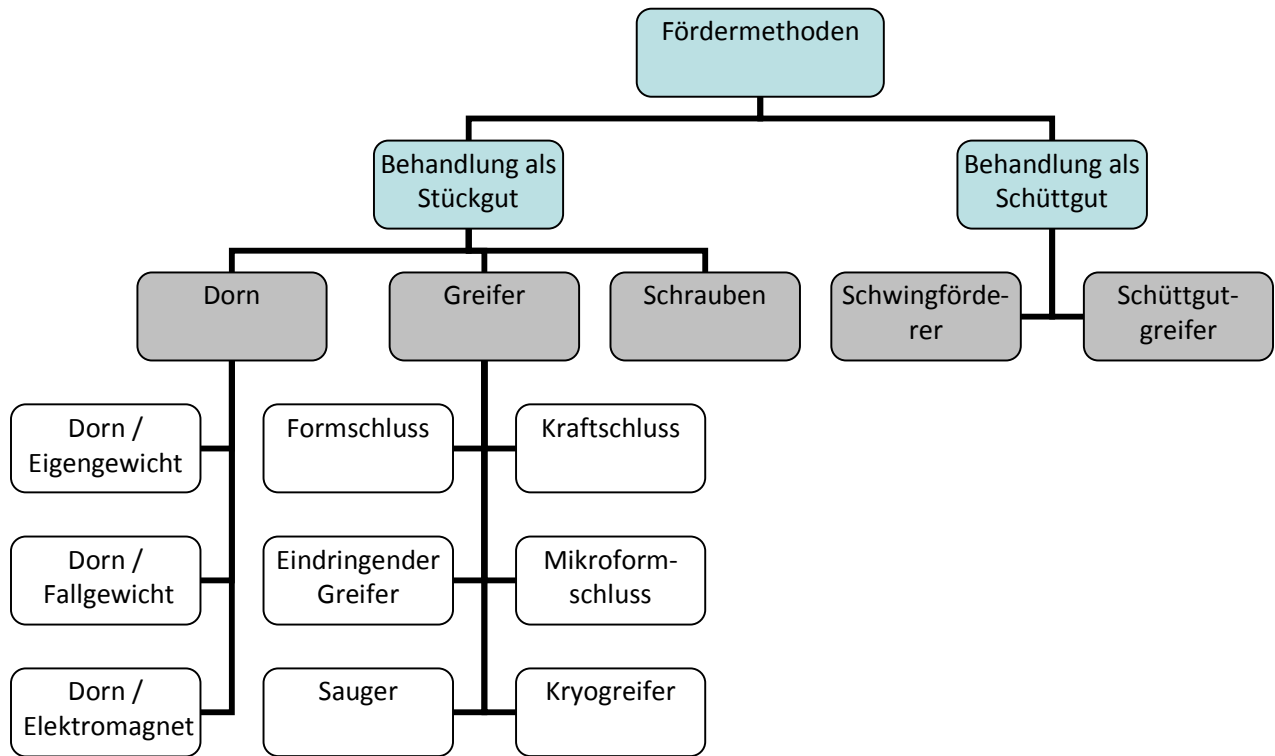 Fördermethoden
Behandlung als
Stückgut
Behandlung als
Schüttgut
Dorn
Greifer
Schrauben
Schwingförde-
rer
Schüttgut-
greifer
Dorn /
Eigengewicht
Formschluss
Kraftschluss
Dorn /
Fallgewicht
Eindringender
Greifer
Mikroform-
schluss
Dorn /
Elektromagnet
Sauger
Kryogreifer